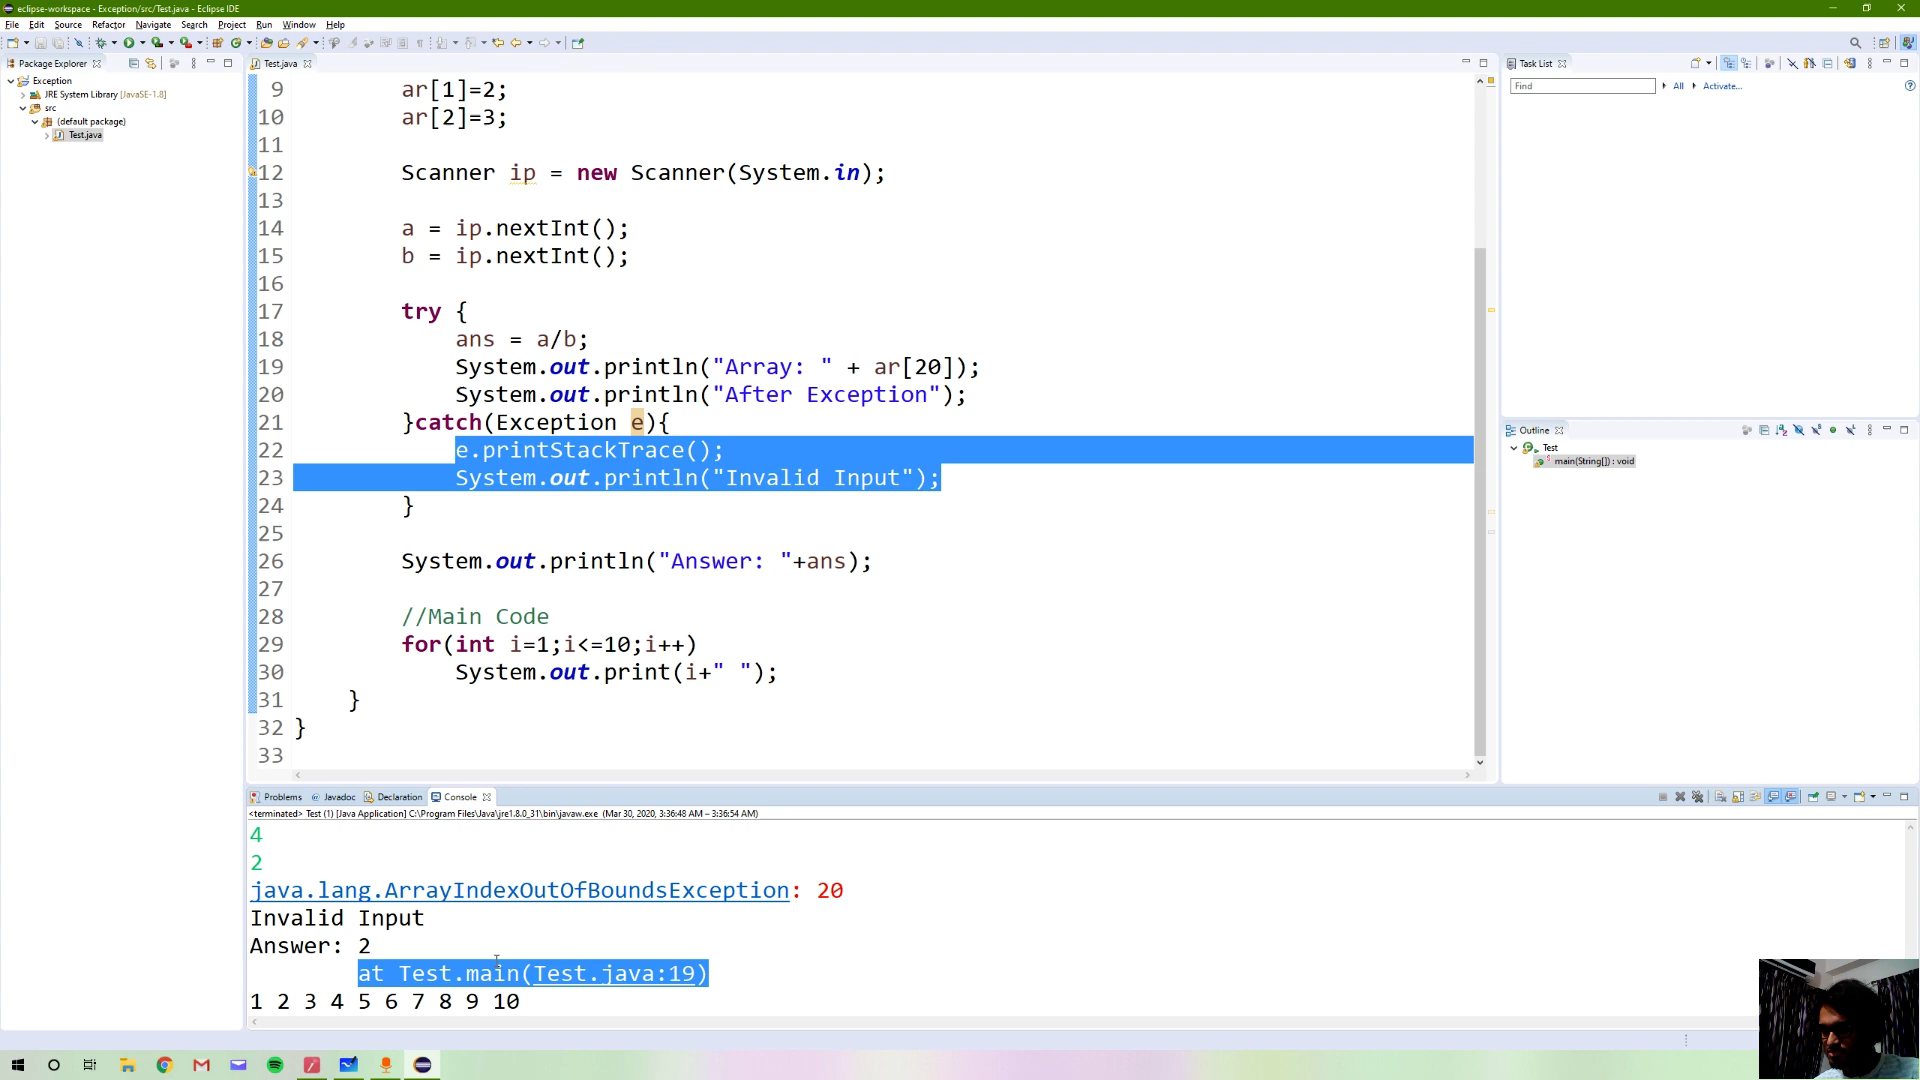 eclipse-workspace - Exception/src/Test.java - Eclipse IDE
File Edit Source Refactor Navigate Search Project Run Window Help
Package Explorer
Exception
JRE System Library [JavaSE-1.8]
src
(default package)
Test.java
Test.java
9 ar[1]=2;
10 ar[2]=3;
11
12 Scanner ip = new Scanner(System.in);
13
14 a = ip.nextInt();
15 b = ip.nextInt();
16
17 try {
18 ans = a/b;
19 System.out.println("Array: " + ar[20]);
20 System.out.println("After Exception");
21 }catch(Exception e){
22 e.printStackTrace();
23 System.out.println("Invalid Input");
24 }
25
26 System.out.println("Answer: "+ans);
27
28 //Main Code
29 for(int i=1;i<=10;i++)
30 System.out.print(i+" ");
31 }
32 }
33
Task List
Find All Activate...
Outline
Test
main(String[]) : void
Problems @ Javadoc Declaration Console
<terminated> Test (1) [Java Application] C:\Program Files\Java\jre1.8.0_31\bin\javaw.exe (Mar 30, 2020, 3:36:48 AM – 3:36:54 AM)
4
2
java.lang.ArrayIndexOutOfBoundsException: 20
Invalid Input
Answer: 2
at Test.main(Test.java:19)
1 2 3 4 5 6 7 8 9 10